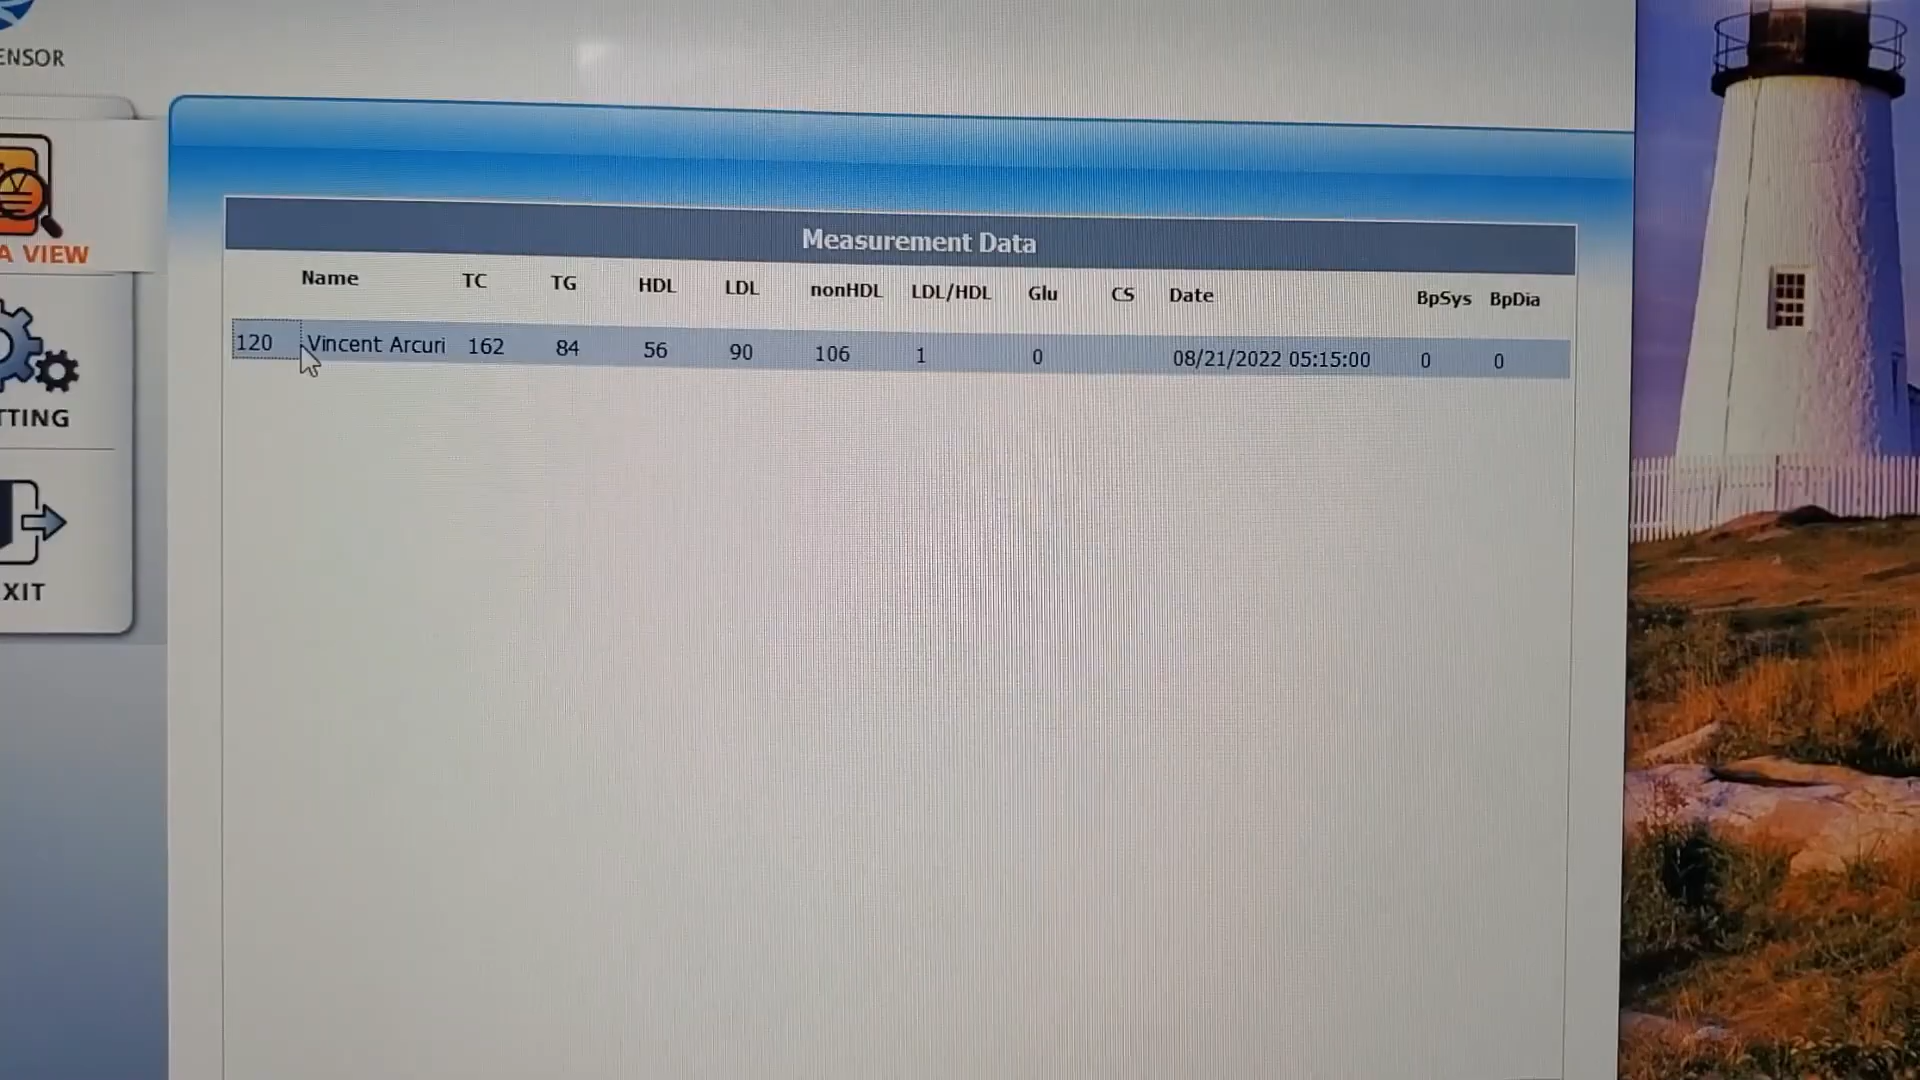 ENSOR
A VIEW
TTING
XIT
Measurement Data
Name TC TG HDL LDL nonHDL LDL/HDL Glu CS Date BpSys BpDia
120 Vincent Arcuri 162 84 56 90 106 1 0 08/21/2022 05:15:00 0 0